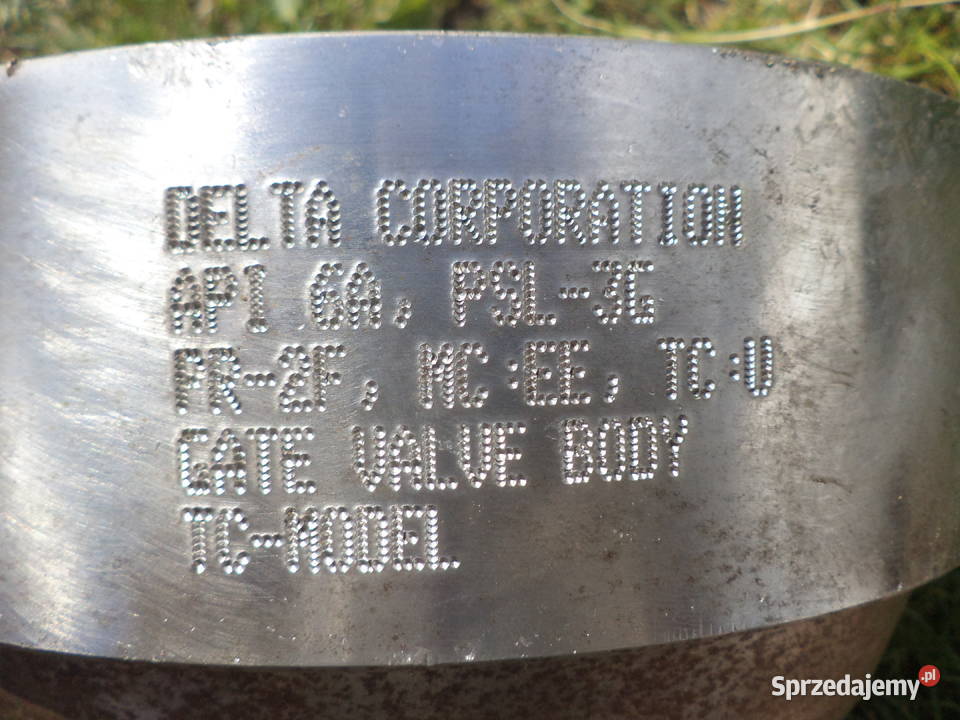 DELTA CORPORATION
API 6A, PSL-3G
PR-2F, MC:EE, TC:U
GATE VALVE BODY
TC-MODEL
Sprzedajemy.pl